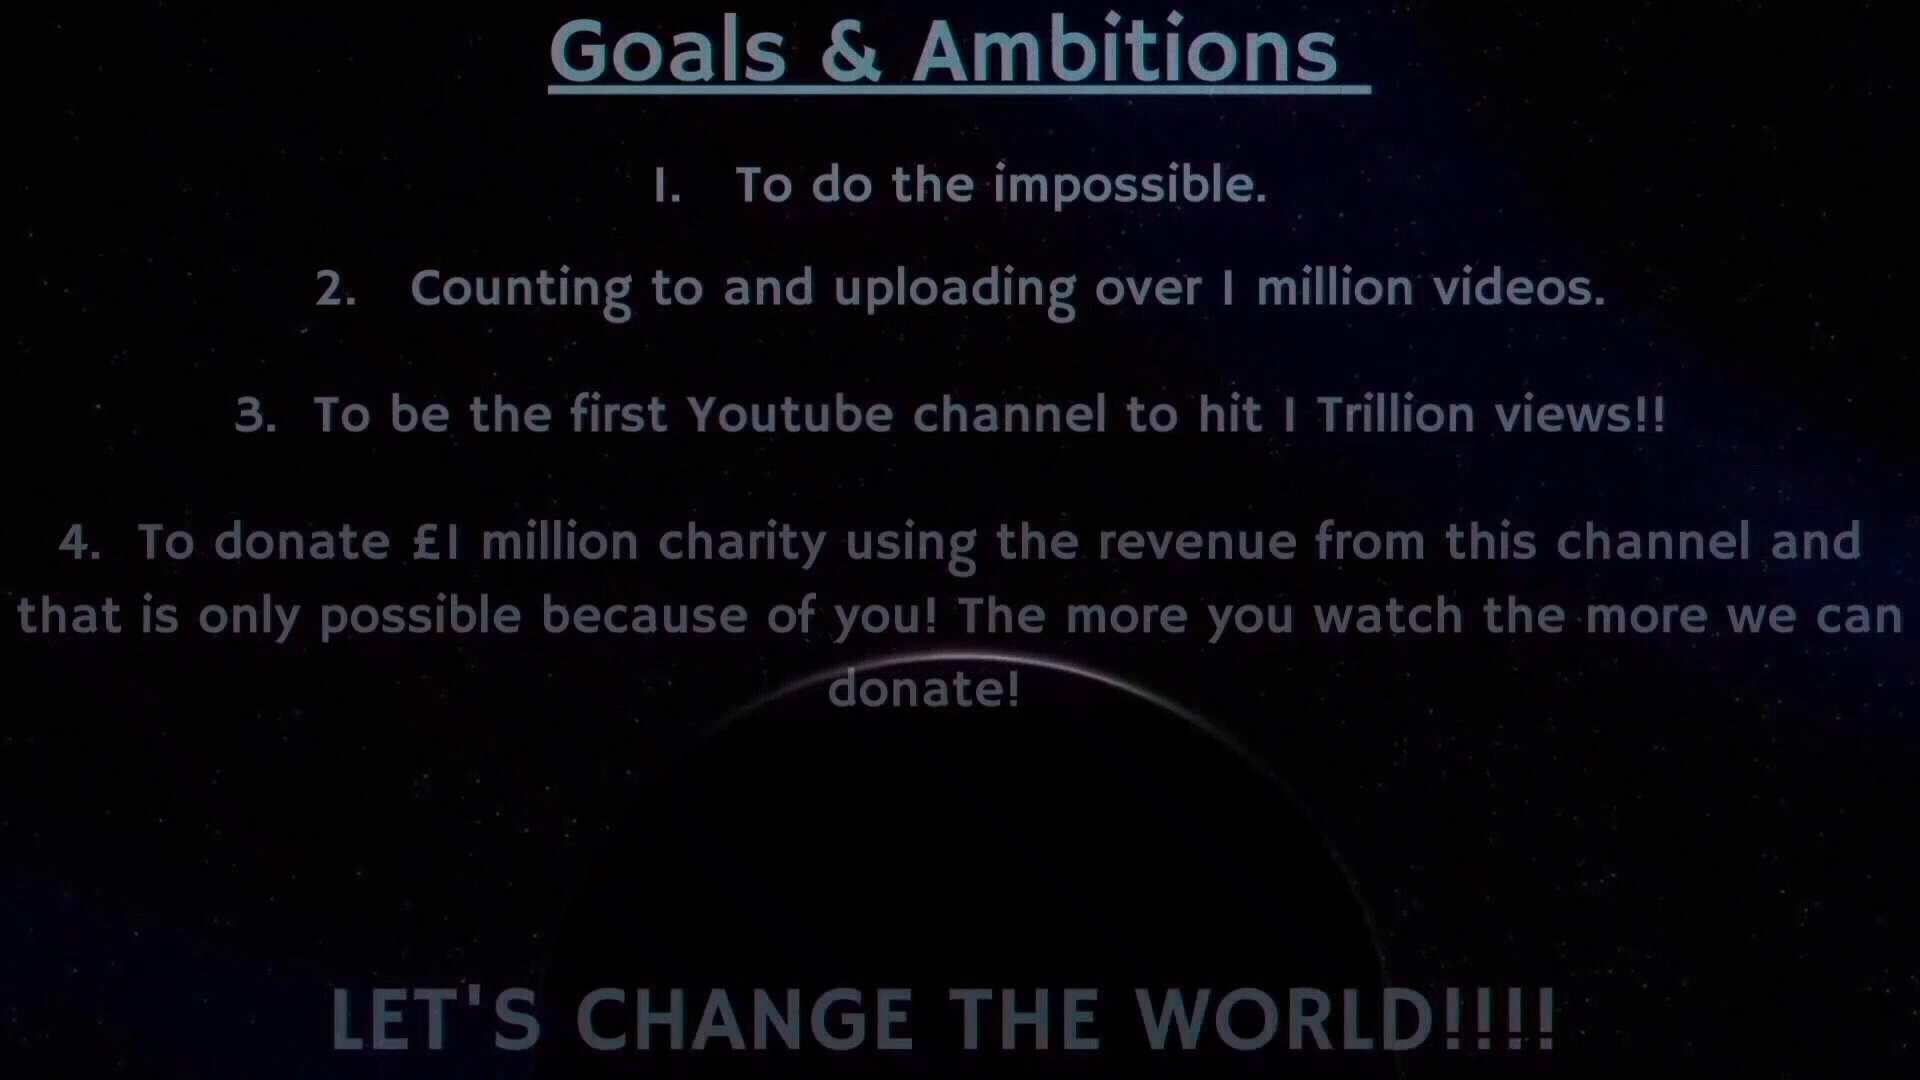 Goals & Ambitions
1. To do the impossible.
2. Counting to and uploading over 1 million videos.
3. To be the first Youtube channel to hit 1 Trillion views!!
4. To donate £1 million charity using the revenue from this channel and
that is only possible because of you! The more you watch the more we can
donate!
LET'S CHANGE THE WORLD!!!!